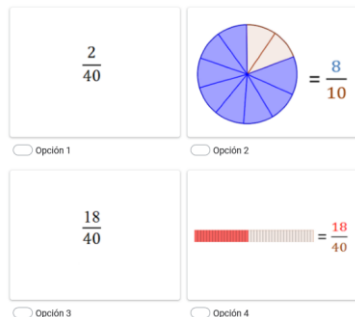 2/40
= 8/10
Opción 1
Opción 2
18/40
= 18/40
Opción 3
Opción 4